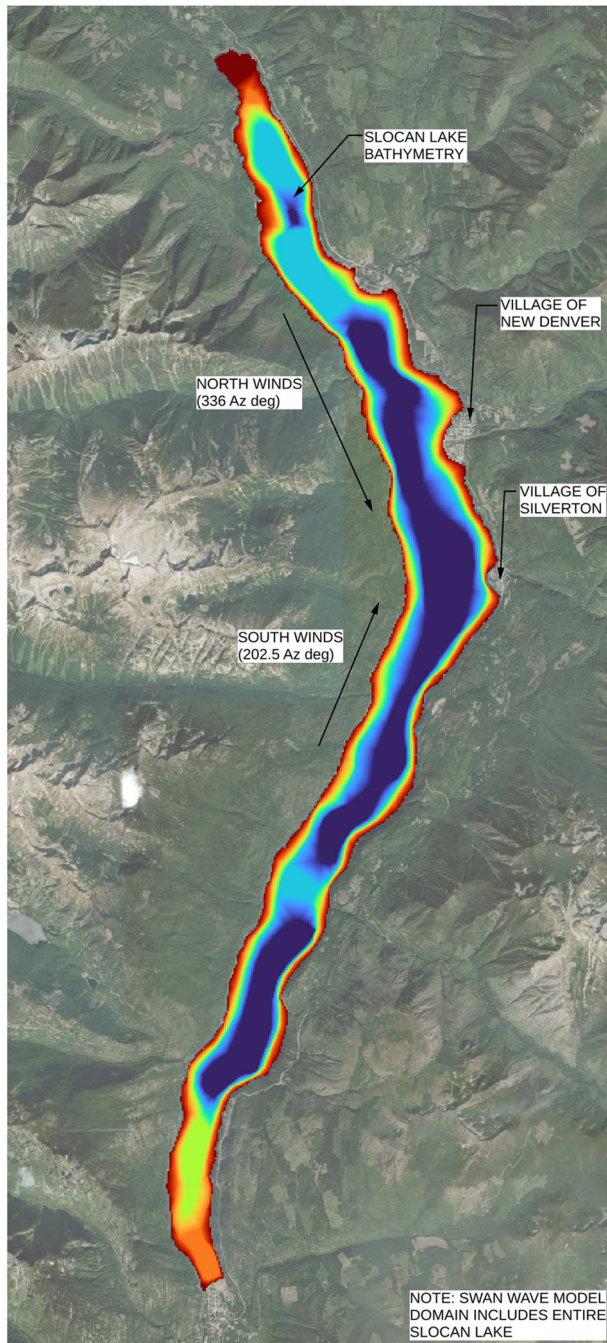 SLOCAN LAKE
BATHYMETRY
VILLAGE OF
NEW DENVER
NORTH WINDS
(336 Az deg)
VILLAGE OF
SILVERTON
SOUTH WINDS
(202.5 Az deg)
NOTE: SWAN WAVE MODEL
DOMAIN INCLUDES ENTIRE
SLOCAN LAKE